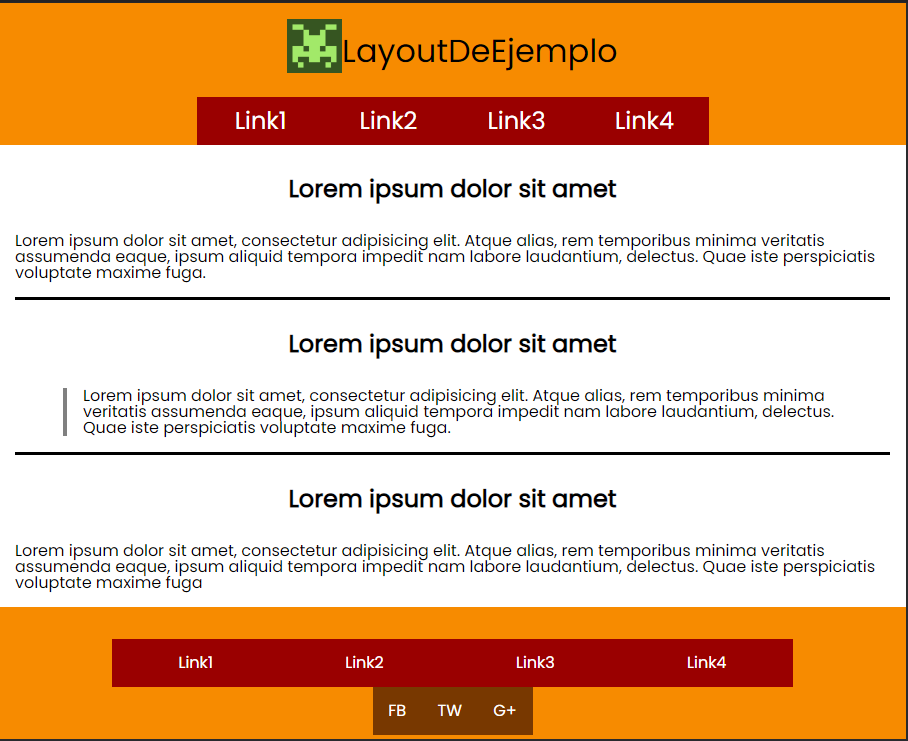 LayoutDeEjemplo
Link1 Link2 Link3 Link4
Lorem ipsum dolor sit amet
Lorem ipsum dolor sit amet, consectetur adipisicing elit. Atque alias, rem temporibus minima veritatis
assumenda eaque, ipsum aliquid tempora impedit nam labore laudantium, delectus. Quae iste perspiciatis
voluptate maxime fuga.
Lorem ipsum dolor sit amet
Lorem ipsum dolor sit amet, consectetur adipisicing elit. Atque alias, rem temporibus minima
veritatis assumenda eaque, ipsum aliquid tempora impedit nam labore laudantium, delectus.
Quae iste perspiciatis voluptate maxime fuga.
Lorem ipsum dolor sit amet
Lorem ipsum dolor sit amet, consectetur adipisicing elit. Atque alias, rem temporibus minima veritatis
assumenda eaque, ipsum aliquid tempora impedit nam labore laudantium, delectus. Quae iste perspiciatis
voluptate maxime fuga
Link1 Link2 Link3 Link4
FB TW G+